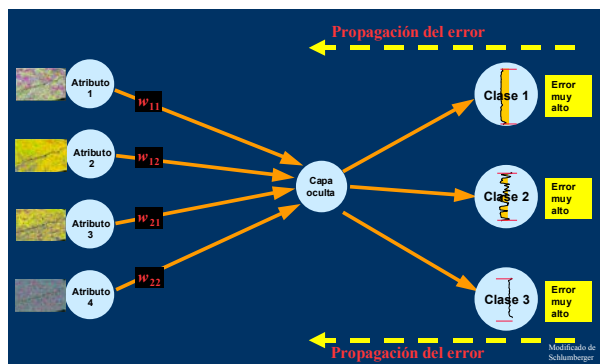 Propagación del error
Atributo
1
w11
Clase 1
Error
muy
alto
Atributo
2
w12
Capa
oculta
Clase 2
Error
muy
alto
Atributo
3
w21
Atributo
4
w22
Clase 3
Error
muy
alto
Propagación del error
Modificado de
Schlumberger